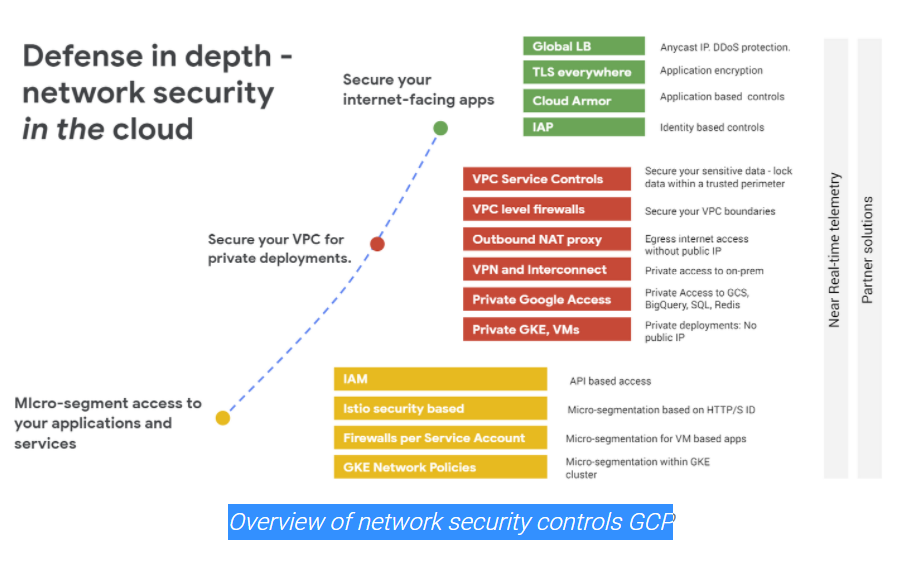 Defense in depth -
network security
in the cloud
Secure your
internet-facing apps
Global LB
Anycast IP. DDoS protection.
TLS everywhere
Application encryption
Cloud Armor
Application based controls
IAP
Identity based controls
Secure your VPC for
private deployments.
VPC Service Controls
Secure your sensitive data - lock
data within a trusted perimeter
VPC level firewalls
Secure your VPC boundaries
Outbound NAT proxy
Egress internet access
without public IP
VPN and Interconnect
Private access to on-prem
Private Google Access
Private Access to GCS,
BigQuery, SQL, Redis
Private GKE, VMs
Private deployments: No
public IP
MIcro-segment access to
your applications and
services
IAM
API based access
Istio security based
Micro-segmentation based on HTTP/S ID
Firewalls per Service Account
Micro-segmentation for VM based apps
GKE Network Policies
Micro-segmentation within GKE
cluster
Near Real-time telemetry
Partner solutions
Overview of network security controls GCP